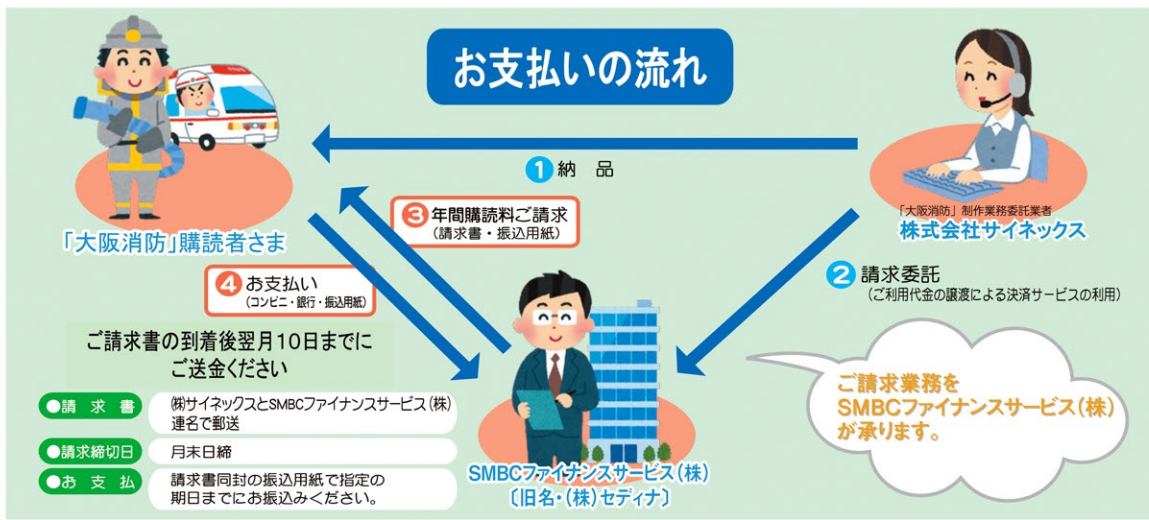 お支払いの流れ
1 納 品
「大阪消防」購読者さま
「大阪消防」制作業務委託業者
株式会社サイネックス
3 年間購読料ご請求
(請求書・振込用紙)
2 請求委託
(ご利用代金の譲渡による決済サービスの利用)
4 お支払い
(コンビニ・銀行・振込用紙)
ご請求書の到着後翌月10日までに
ご送金ください
●請 求 書
㈱サイネックスとSMBCファイナンスサービス(株)
連名で郵送
●請求締切日
月末日締
●お 支 払
請求書同封の振込用紙で指定の
期日までにお振込みください。
SMBCファイナンスサービス(株)
〔旧名・(株)セディナ〕
ご請求業務を
SMBCファイナンスサービス(株)
が承ります。